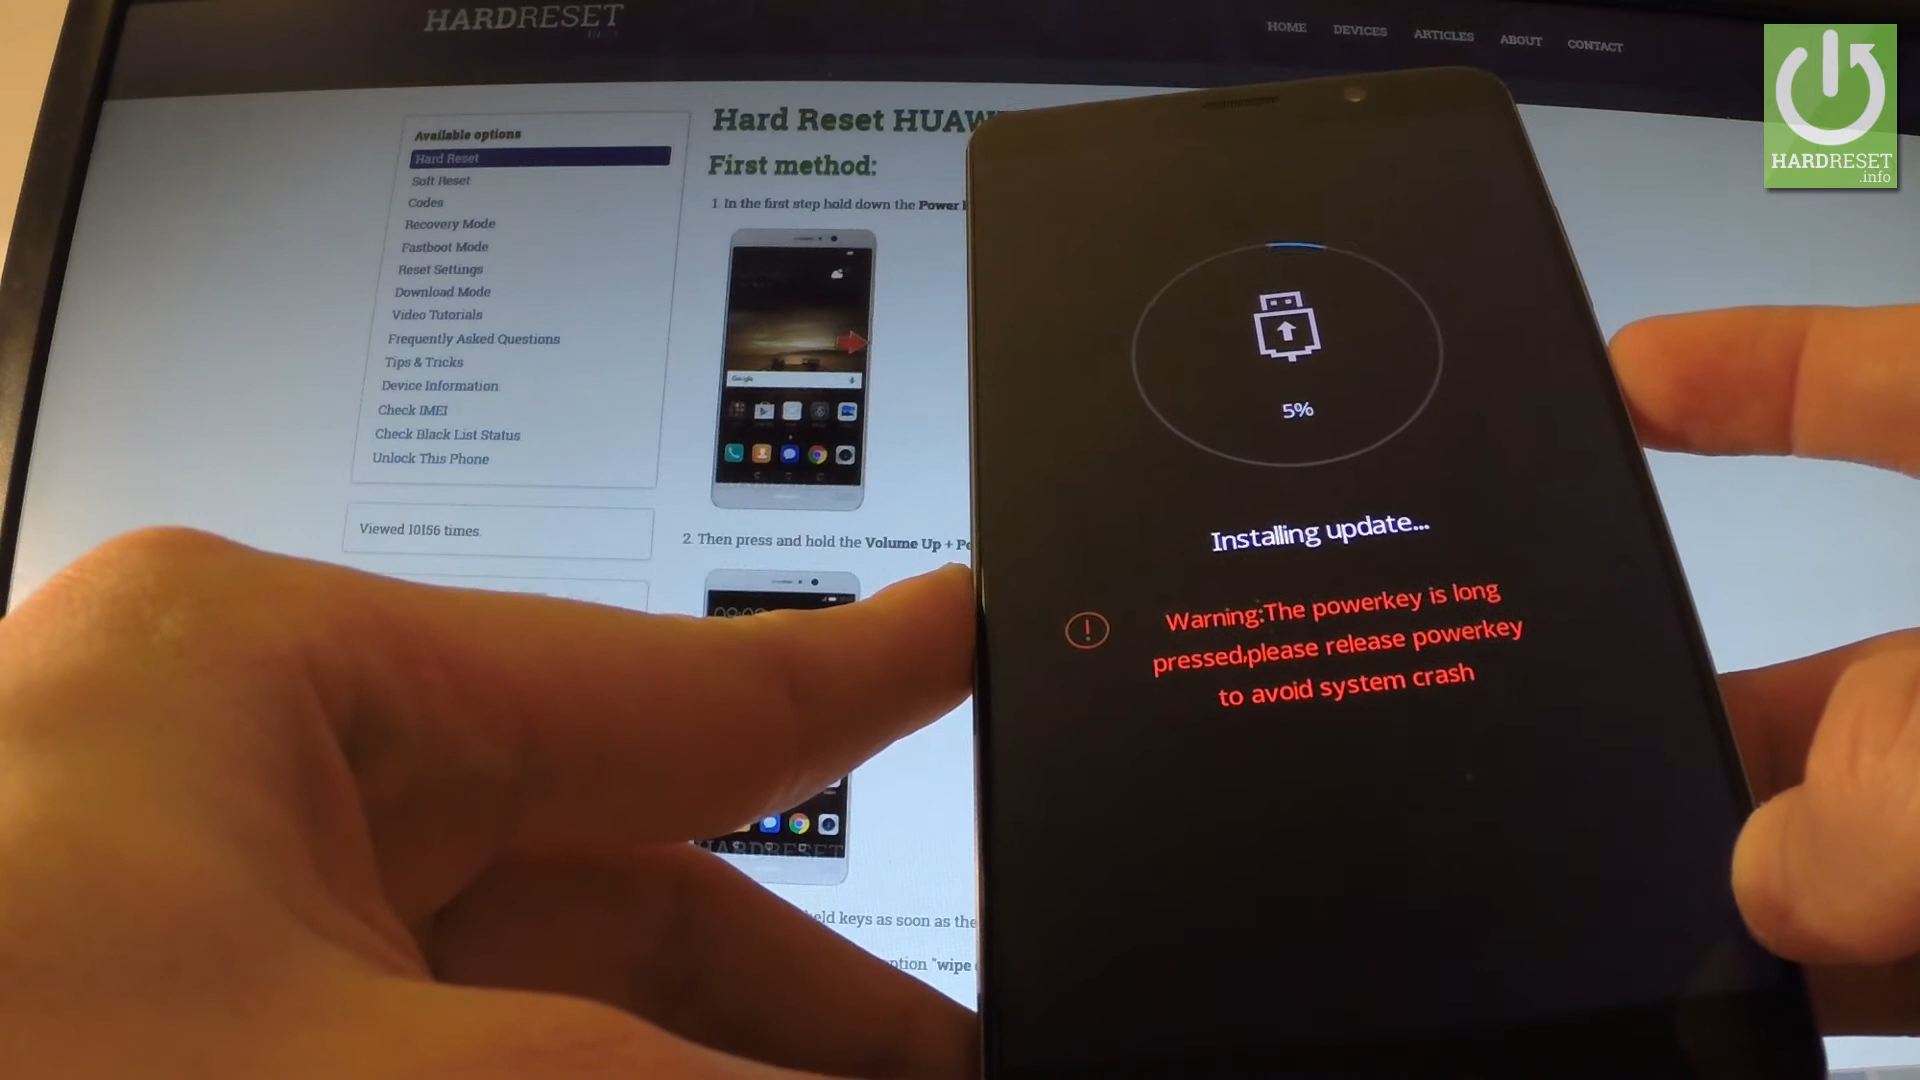 HARDRESET
HOME DEVICES ARTICLES ABOUT CONTACT
HARDRESET
.info
Available options
Hard Reset
Soft Reset
Codes
Recovery Mode
Fastboot Mode
Reset Settings
Download Mode
Video Tutorials
Frequently Asked Questions
Tips & Tricks
Device Information
Check IMEI
Check Black List Status
Unlock This Phone
Viewed 10156 times
Hard Reset HUAW
First method:
1. In the first step hold down the Power
Google
2. Then press and hold the Volume Up +
HARDRESET
held keys as soon as the
"wipe
5%
Installing update...
Warning:The powerkey is long
pressed,please release powerkey
to avoid system crash